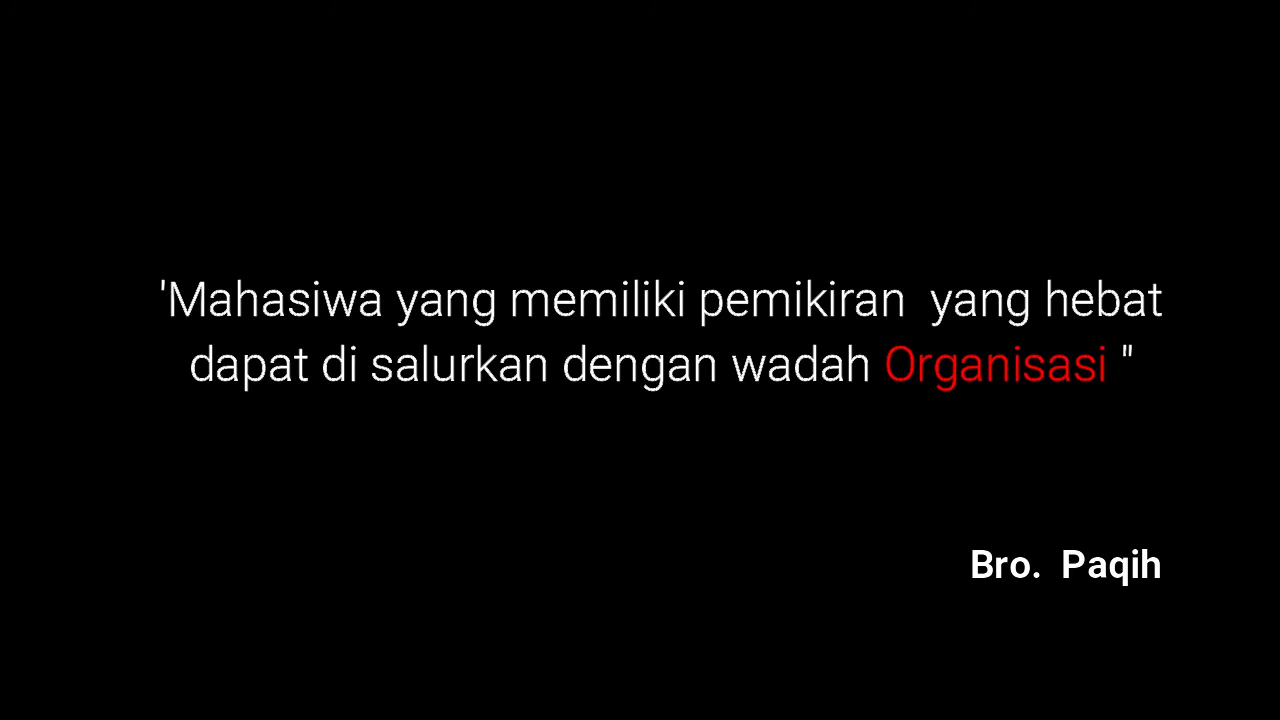 'Mahasiwa yang memiliki pemikiran  yang hebat
dapat di salurkan dengan wadah Organisasi "
Bro.  Paqih